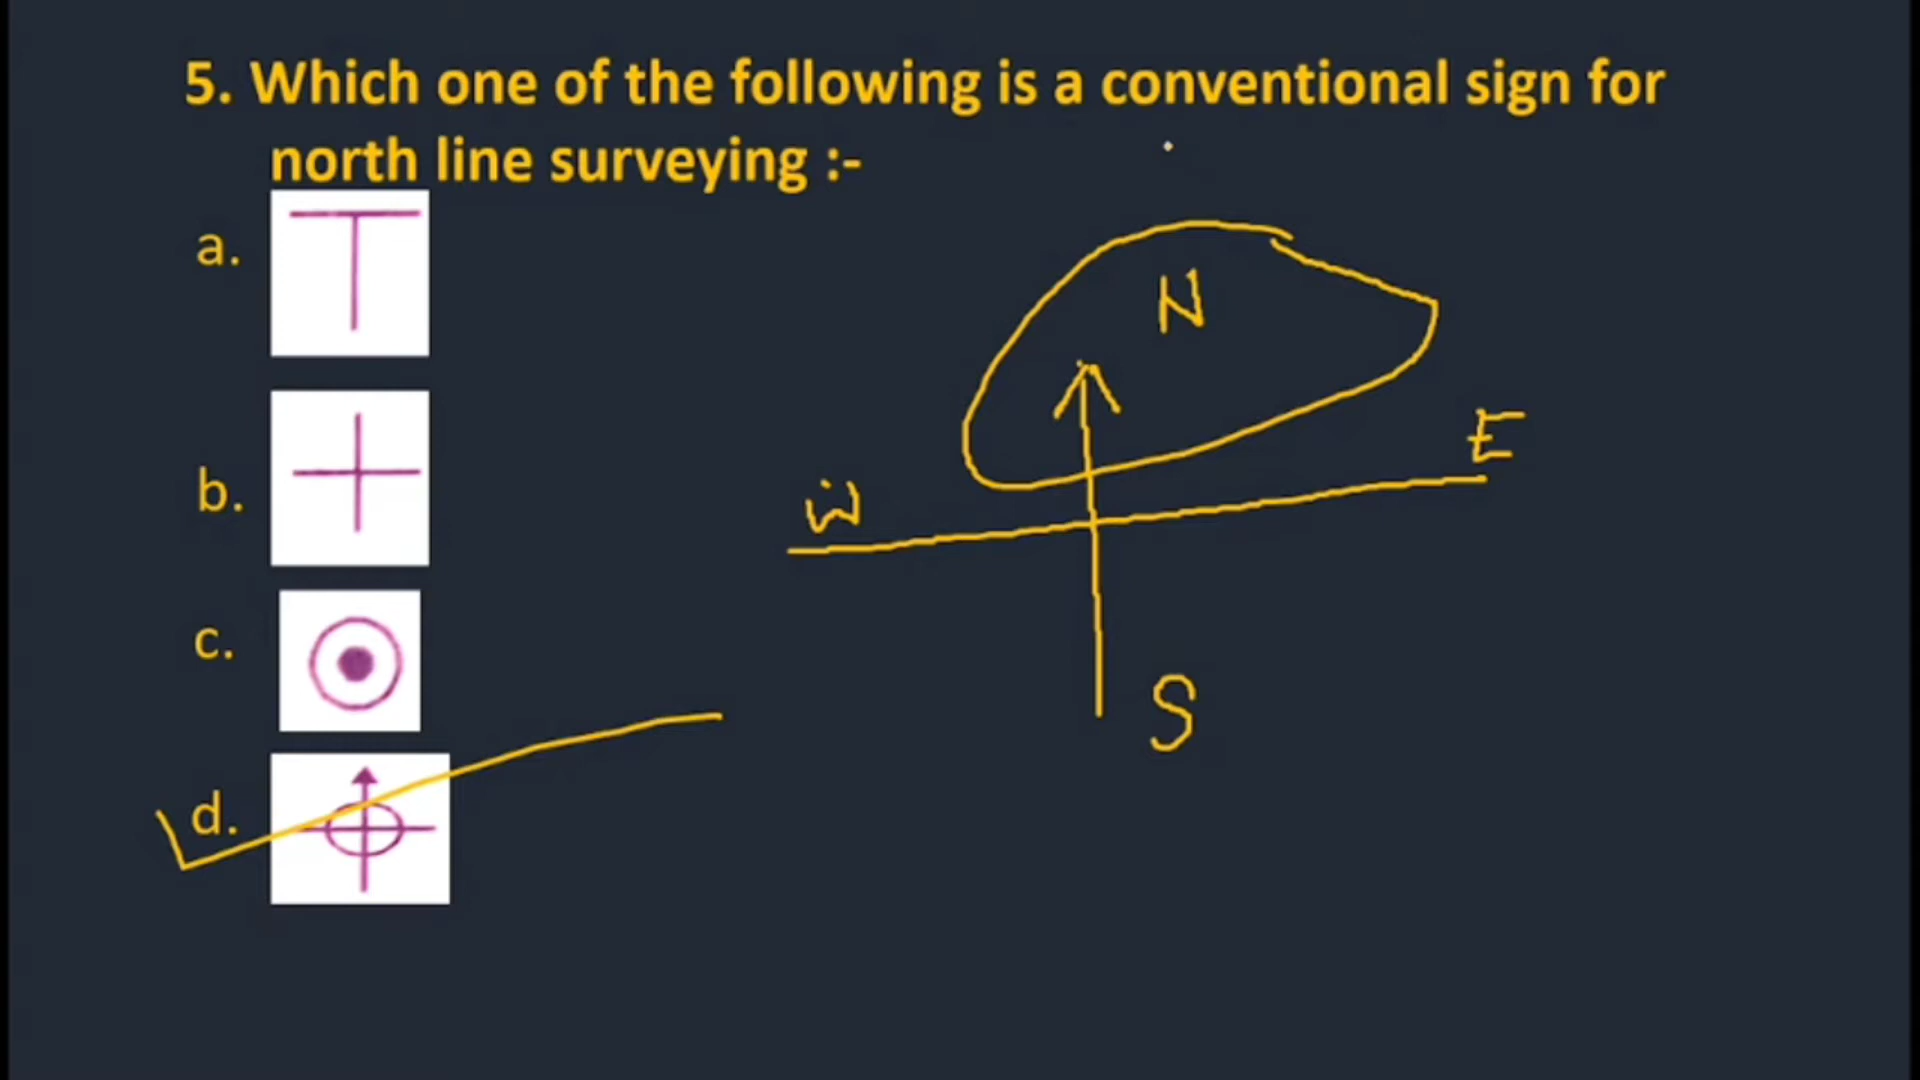 5. Which one of the following is a conventional sign for
north line surveying :-
a.
b.
c.
d.
N
E
W
S